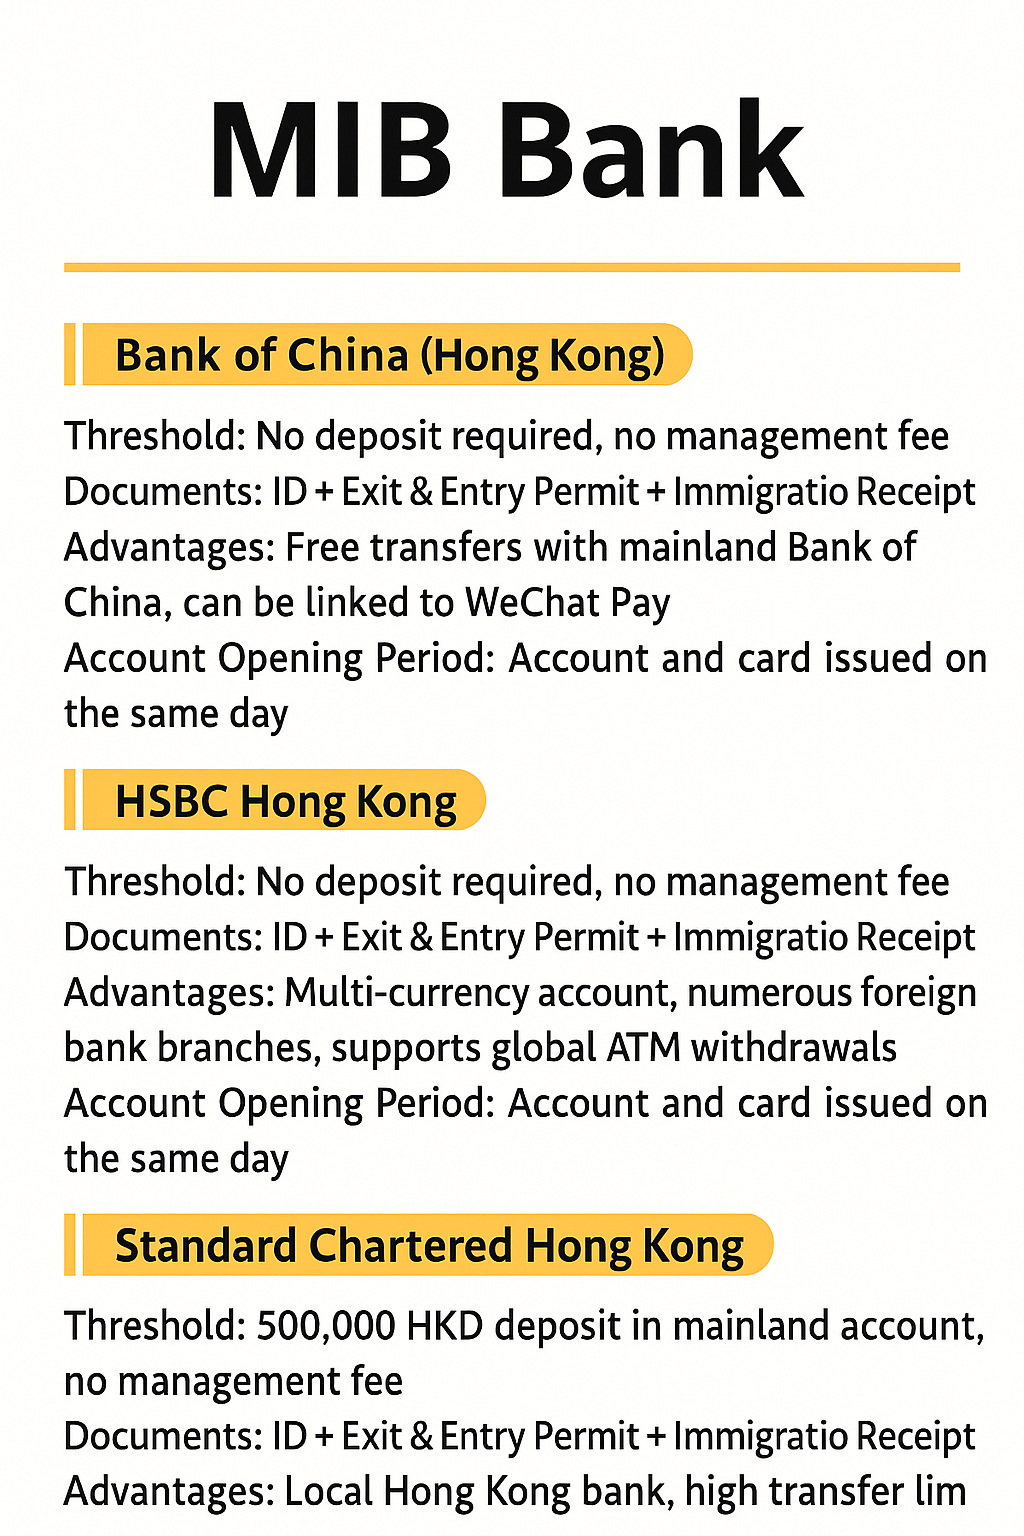 MIB Bank
Bank of China (Hong Kong)
Threshold: No deposit required, no management fee
Documents: ID + Exit & Entry Permit + Immigratio Receipt
Advantages: Free transfers with mainland Bank of
China, can be linked to WeChat Pay
Account Opening Period: Account and card issued on
the same day
HSBC Hong Kong
Threshold: No deposit required, no management fee
Documents: ID + Exit & Entry Permit + Immigratio Receipt
Advantages: Multi-currency account, numerous foreign
bank branches, supports global ATM withdrawals
Account Opening Period: Account and card issued on
the same day
Standard Chartered Hong Kong
Threshold: 500,000 HKD deposit in mainland account,
no management fee
Documents: ID + Exit & Entry Permit + Immigratio Receipt
Advantages: Local Hong Kong bank, high transfer lim